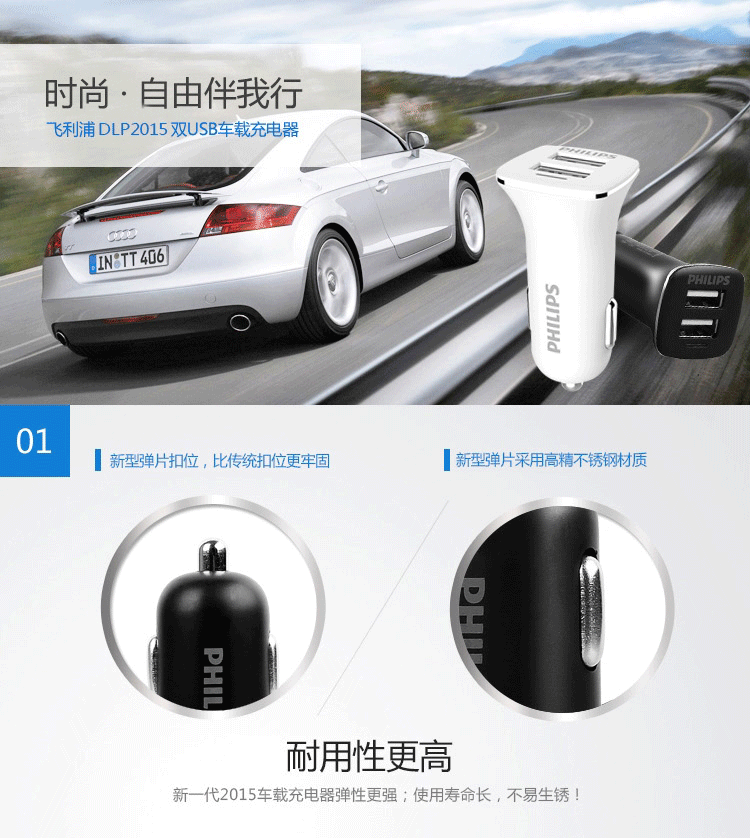 时尚 · 自由伴我行
飞利浦 DLP2015 双USB车载充电器
IN TT 406
PHILIPS
PHILIPS
PHILIPS
01
新型弹片扣位，比传统扣位更牢固
新型弹片采用高精不锈钢材质
PHIL
PHIL
耐用性更高
新一代2015车载充电器弹性更强；使用寿命长，不易生锈！